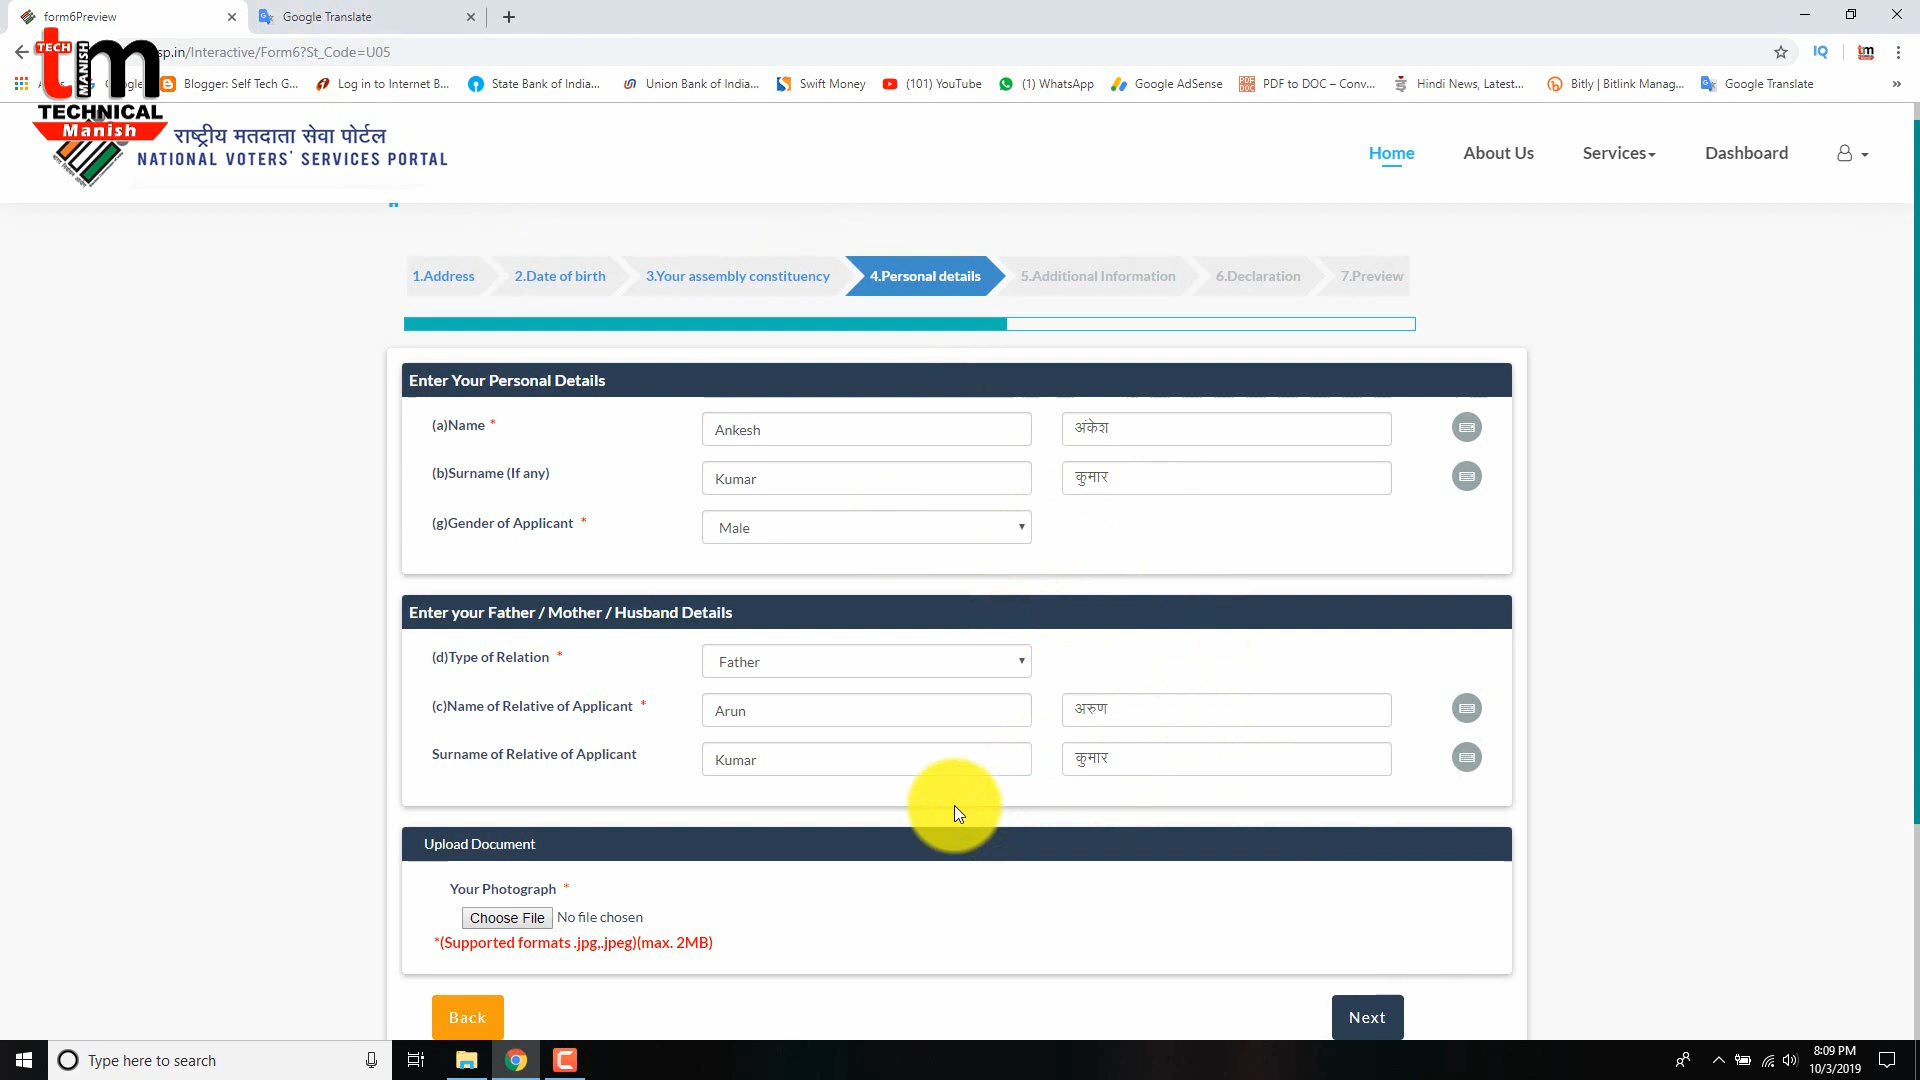 form6Preview
Google Translate
sp.in/Interactive/Form6?St_Code=U05
Blogger: Self Tech G...
Log in to Internet B...
State Bank of India...
Union Bank of India...
Swift Money
(101) YouTube
(1) WhatsApp
Google AdSense
PDF to DOC – Conv...
Hindi News, Latest...
Bitly | Bitlink Manag...
Google Translate
»
TECH
MANISH
tm
TECHNICAL
Manish
राष्ट्रीय मतदाता सेवा पोर्टल
NATIONAL VOTERS' SERVICES PORTAL
Home
About Us
Services
Dashboard
1.Address
2.Date of birth
3.Your assembly constituency
4.Personal details
5.Additional Information
6.Declaration
7.Preview
Enter Your Personal Details
(a)Name *
Ankesh
अंकेश
(b)Surname (If any)
Kumar
कुमार
(g)Gender of Applicant *
Male
Enter your Father / Mother / Husband Details
(d)Type of Relation *
Father
(c)Name of Relative of Applicant *
Arun
अरुण
Surname of Relative of Applicant
Kumar
कुमार
Upload Document
Your Photograph *
Choose File No file chosen
*(Supported formats .jpg,.jpeg)(max. 2MB)
Back
Next
Type here to search
8:09 PM
10/3/2019